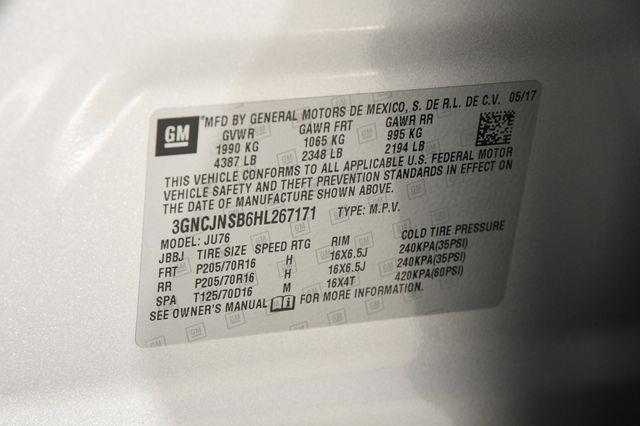 GM MFD BY GENERAL MOTORS DE MEXICO, S. DE R.L. DE C.V. 05/17
GVWR GAWR FRT GAWR RR
1990 KG 1065 KG 995 KG
4387 LB 2348 LB 2194 LB
THIS VEHICLE CONFORMS TO ALL APPLICABLE U.S. FEDERAL MOTOR
VEHICLE SAFETY AND THEFT PREVENTION STANDARDS IN EFFECT ON
THE DATE OF MANUFACTURE SHOWN ABOVE.
3GNCJNSB6HL267171 TYPE: M.P.V.
MODEL: JU76
JBBJ TIRE SIZE SPEED RTG RIM COLD TIRE PRESSURE
FRT P205/70R16 H 16X6.5J 240KPA(35PSI)
RR P205/70R16 H 16X6.5J 240KPA(35PSI)
SPA T125/70D16 M 16X4T 420KPA(60PSI)
SEE OWNER'S MANUAL FOR MORE INFORMATION.